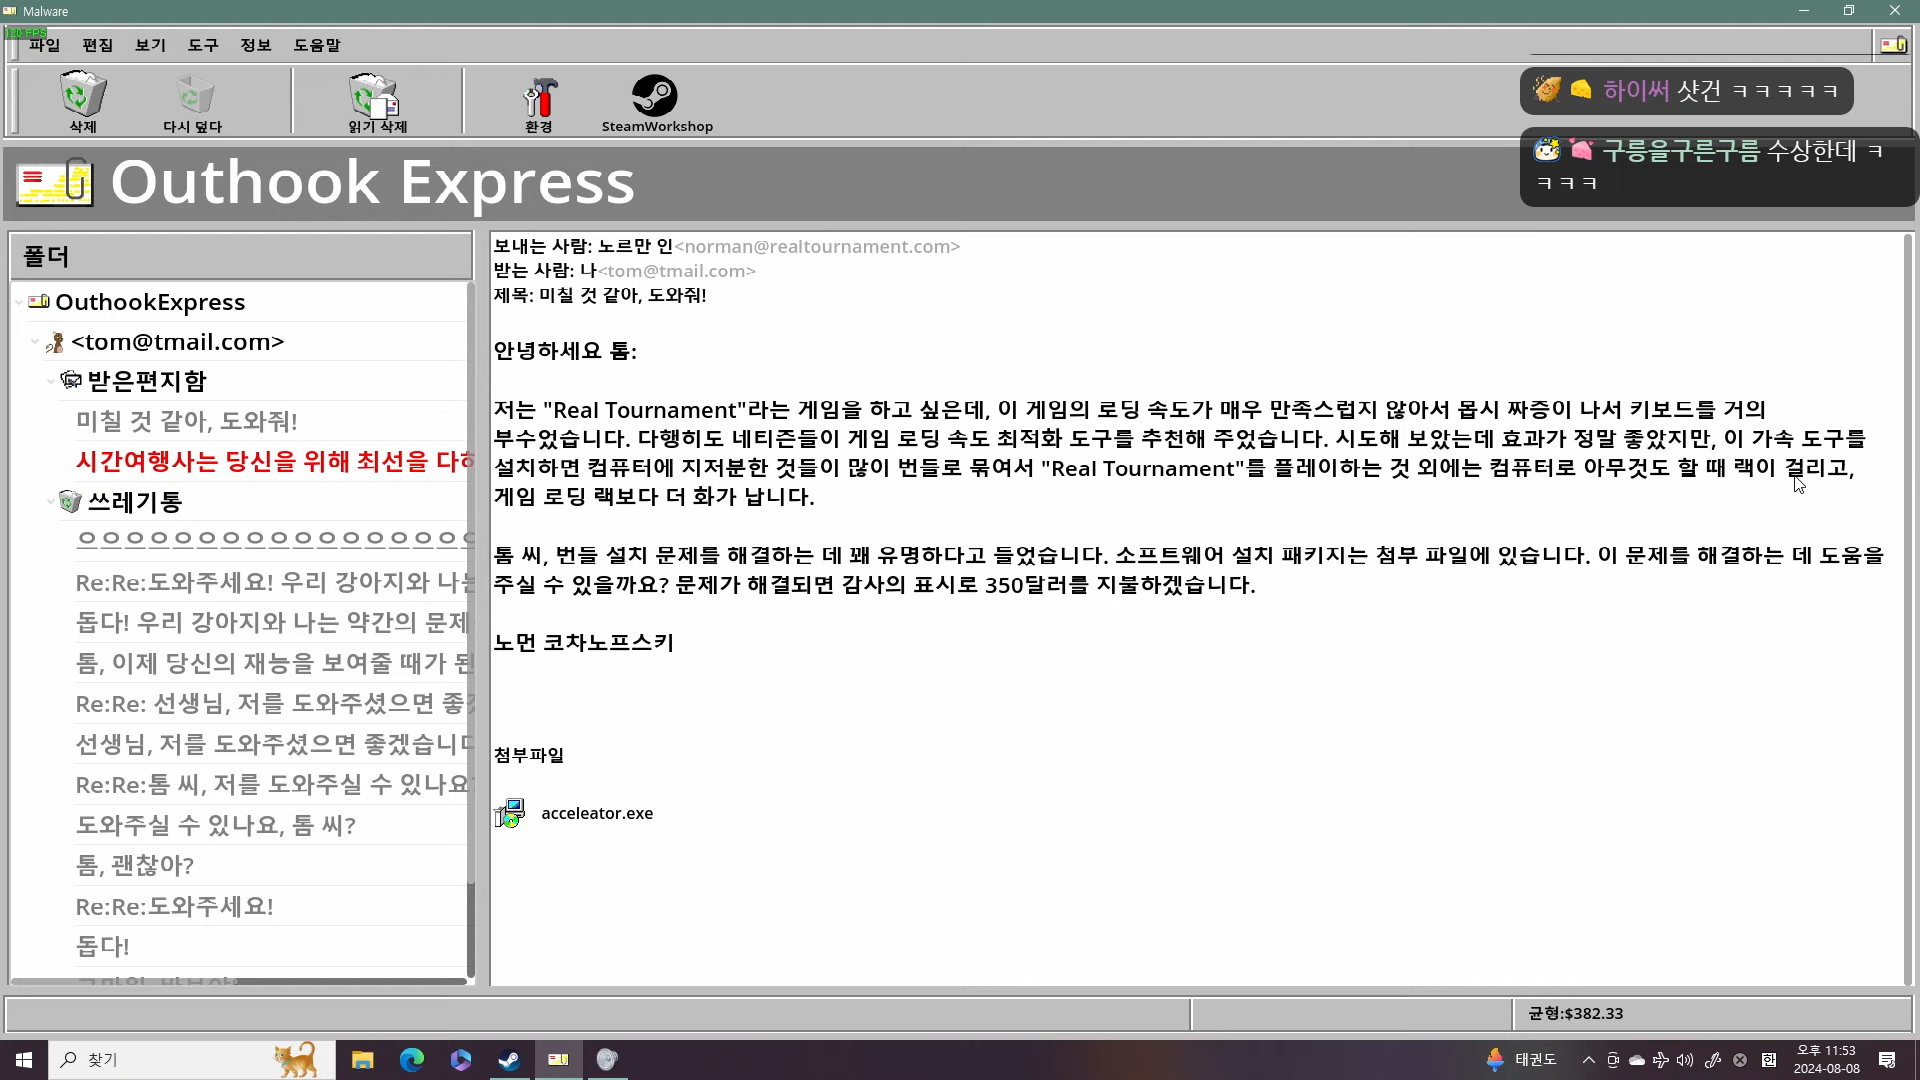 Malware
120 FPS
파일 편집 보기 도구 정보 도움말
삭제 다시 덮다 읽기 삭제 환경 SteamWorkshop
하이써 샷건 ㅋㅋㅋㅋㅋ
구릉을구른구름 수상한데 ㅋ
ㅋㅋㅋ
Outhook Express
폴더
OuthookExpress
<tom@tmail.com>
받은편지함
미칠 것 같아, 도와줘!
시간여행사는 당신을 위해 최선을 다하
쓰레기통
으으으으으으으으으으으으으으으으으
Re:Re:도와주세요! 우리 강아지와 나는
돕다! 우리 강아지와 나는 약간의 문제
톰, 이제 당신의 재능을 보여줄 때가 된
Re:Re: 선생님, 저를 도와주셨으면 좋겠
선생님, 저를 도와주셨으면 좋겠습니다
Re:Re:톰 씨, 저를 도와주실 수 있나요?
도와주실 수 있나요, 톰 씨?
톰, 괜찮아?
Re:Re:도와주세요!
돕다!
보내는 사람: 노르만 인<norman@realtournament.com>
받는 사람: 나<tom@tmail.com>
제목: 미칠 것 같아, 도와줘!
안녕하세요 톰:
저는 "Real Tournament"라는 게임을 하고 싶은데, 이 게임의 로딩 속도가 매우 만족스럽지 않아서 몹시 짜증이 나서 키보드를 거의
부수었습니다. 다행히도 네티즌들이 게임 로딩 속도 최적화 도구를 추천해 주었습니다. 시도해 보았는데 효과가 정말 좋았지만, 이 가속 도구를
설치하면 컴퓨터에 지저분한 것들이 많이 번들로 묶여서 "Real Tournament"를 플레이하는 것 외에는 컴퓨터로 아무것도 할 때 랙이 걸리고,
게임 로딩 랙보다 더 화가 납니다.
톰 씨, 번들 설치 문제를 해결하는 데 꽤 유명하다고 들었습니다. 소프트웨어 설치 패키지는 첨부 파일에 있습니다. 이 문제를 해결하는 데 도움을
주실 수 있을까요? 문제가 해결되면 감사의 표시로 350달러를 지불하겠습니다.
노먼 코차노프스키
첨부파일
acceleator.exe
균형:$382.33
찾기
태권도
오후 11:53
2024-08-08